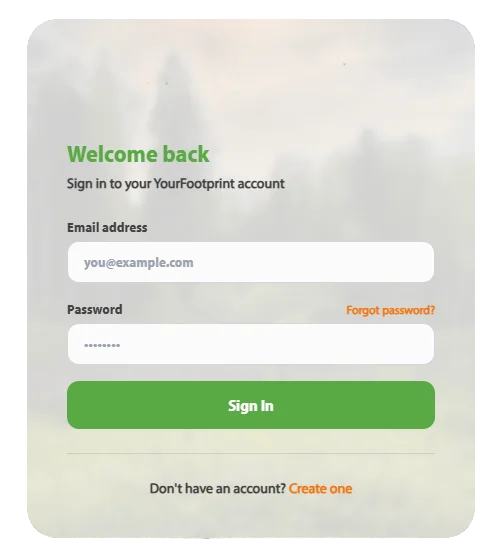 Welcome back
Sign in to your YourFootprint account
Email address
you@example.com
Password
Forgot password?
••••••••
Sign In
Don't have an account? Create one